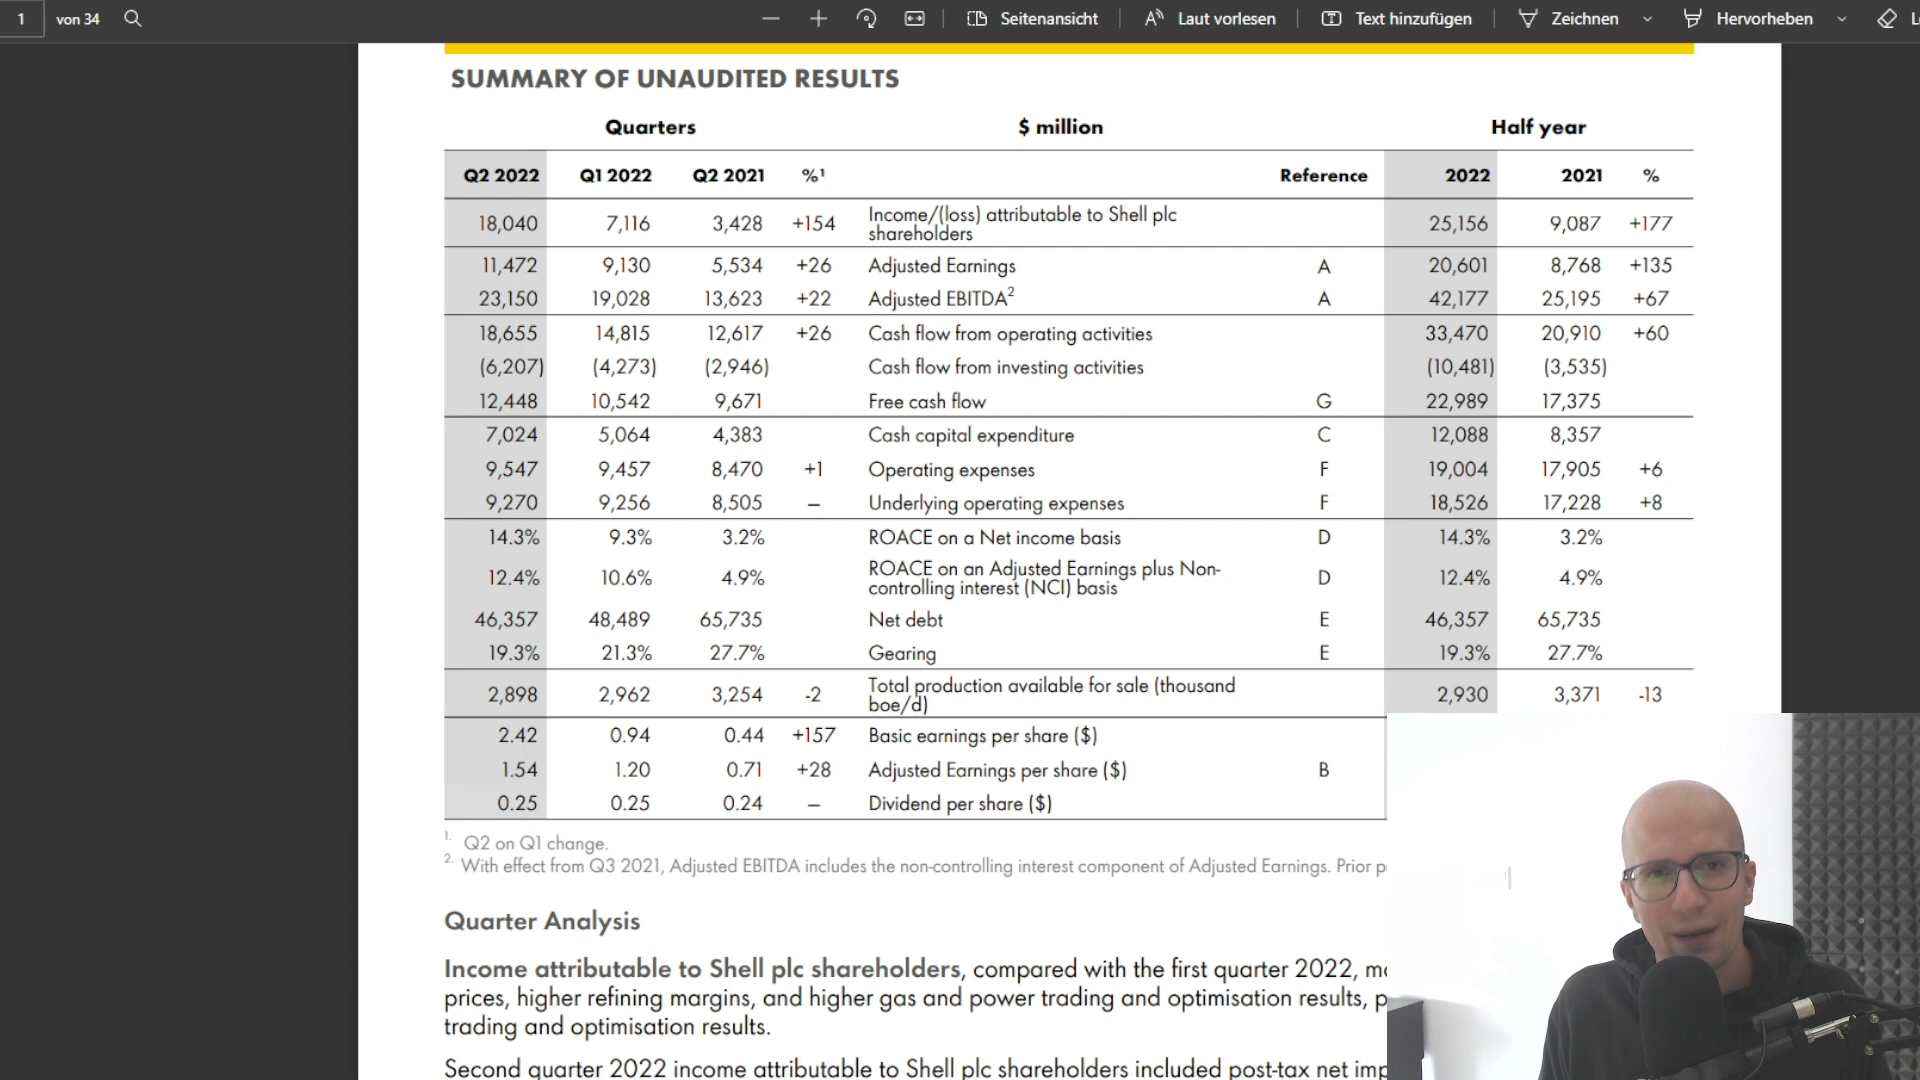 1 von 34 Seitenansicht Laut vorlesen Text hinzufügen Zeichnen Hervorheben
SUMMARY OF UNAUDITED RESULTS
Quarters $ million Half year
Q2 2022 Q1 2022 Q2 2021 %¹ Reference 2022 2021 %
18,040 7,116 3,428 +154 Income/(loss) attributable to Shell plc shareholders 25,156 9,087 +177
11,472 9,130 5,534 +26 Adjusted Earnings A 20,601 8,768 +135
23,150 19,028 13,623 +22 Adjusted EBITDA² A 42,177 25,195 +67
18,655 14,815 12,617 +26 Cash flow from operating activities 33,470 20,910 +60
(6,207) (4,273) (2,946) Cash flow from investing activities (10,481) (3,535)
12,448 10,542 9,671 Free cash flow G 22,989 17,375
7,024 5,064 4,383 Cash capital expenditure C 12,088 8,357
9,547 9,457 8,470 +1 Operating expenses F 19,004 17,905 +6
9,270 9,256 8,505 – Underlying operating expenses F 18,526 17,228 +8
14.3% 9.3% 3.2% ROACE on a Net income basis D 14.3% 3.2%
12.4% 10.6% 4.9% ROACE on an Adjusted Earnings plus Non-controlling interest (NCI) basis D 12.4% 4.9%
46,357 48,489 65,735 Net debt E 46,357 65,735
19.3% 21.3% 27.7% Gearing E 19.3% 27.7%
2,898 2,962 3,254 -2 Total production available for sale (thousand boe/d) 2,930 3,371 -13
2.42 0.94 0.44 +157 Basic earnings per share ($)
1.54 1.20 0.71 +28 Adjusted Earnings per share ($) B
0.25 0.25 0.24 – Dividend per share ($)
1. Q2 on Q1 change.
2. With effect from Q3 2021, Adjusted EBITDA includes the non-controlling interest component of Adjusted Earnings. Prior
Quarter Analysis
Income attributable to Shell plc shareholders, compared with the first quarter 2022,
prices, higher refining margins, and higher gas and power trading and optimisation results,
trading and optimisation results.
Second quarter 2022 income attributable to Shell plc shareholders included post-tax net